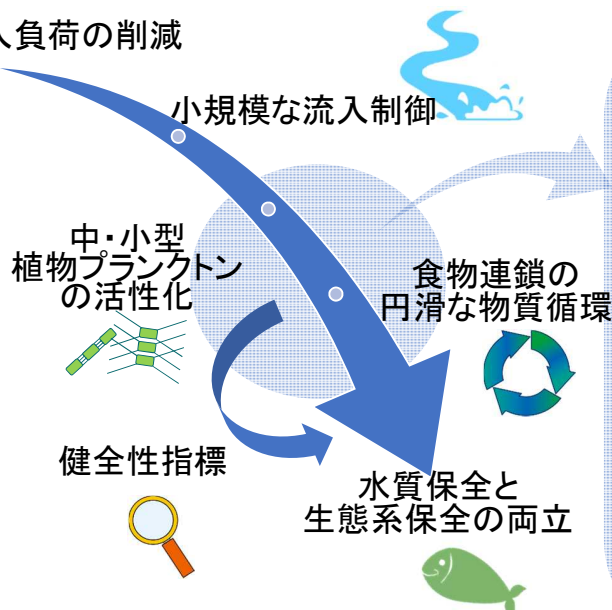 入負荷の削減
小規模な流入制御
中・小型
植物プランクトン
の活性化
食物連鎖の
円滑な物質循環
健全性指標
水質保全と
生態系保全の両立